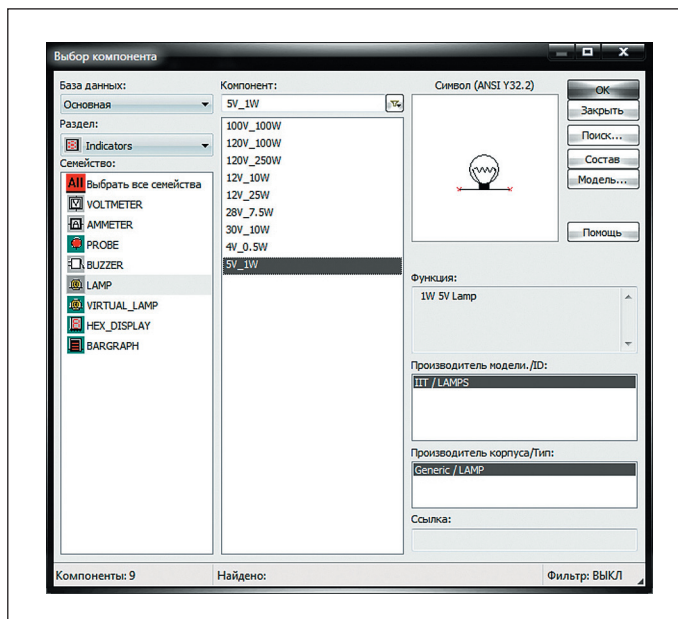 Выбор компонента
База данных:
Основная
Раздел:
Indicators
Семейство:
All Выбрать все семейства
VOLTMETER
AMMETER
PROBE
BUZZER
LAMP
VIRTUAL_LAMP
HEX_DISPLAY
BARGRAPH
Компонент:
5V_1W
100V_100W
120V_100W
120V_250W
12V_10W
12V_25W
28V_7.5W
30V_10W
4V_0.5W
5V_1W
Символ (ANSI Y32.2)
OK
Закрыть
Поиск...
Состав
Модель...
Помощь
Функция:
1W 5V Lamp
Производитель модели./ID:
IIT / LAMPS
Производитель корпуса/Тип:
Generic / LAMP
Ссылка:
Компоненты: 9
Найдено:
Фильтр: ВЫКЛ